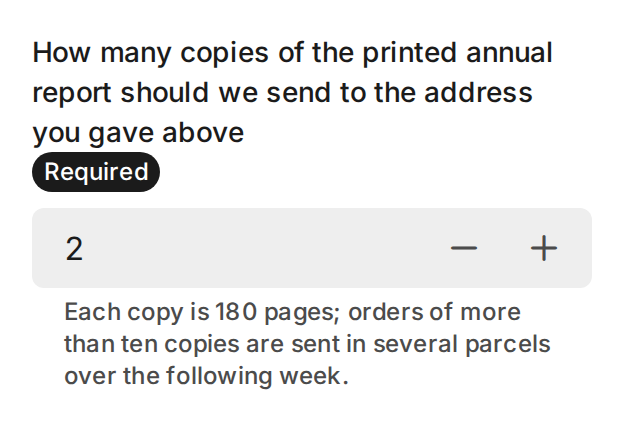 How many copies of the printed annual
report should we send to the address
you gave above
Required
2
Each copy is 180 pages; orders of more
than ten copies are sent in several parcels
over the following week.